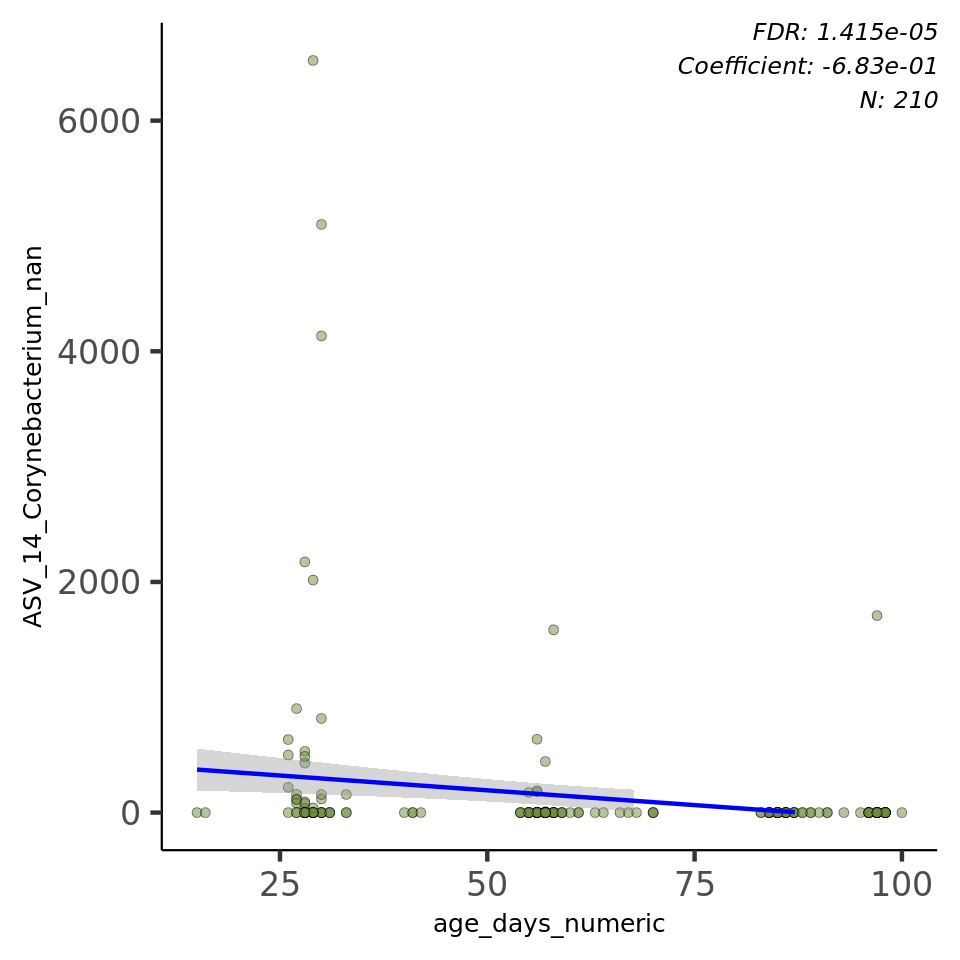 FDR: 1.415e-05
Coefficient: -6.83e-01
N: 210
6000
4000
2000
0
ASV_14_Corynebacterium_nan
25 50 75 100
age_days_numeric